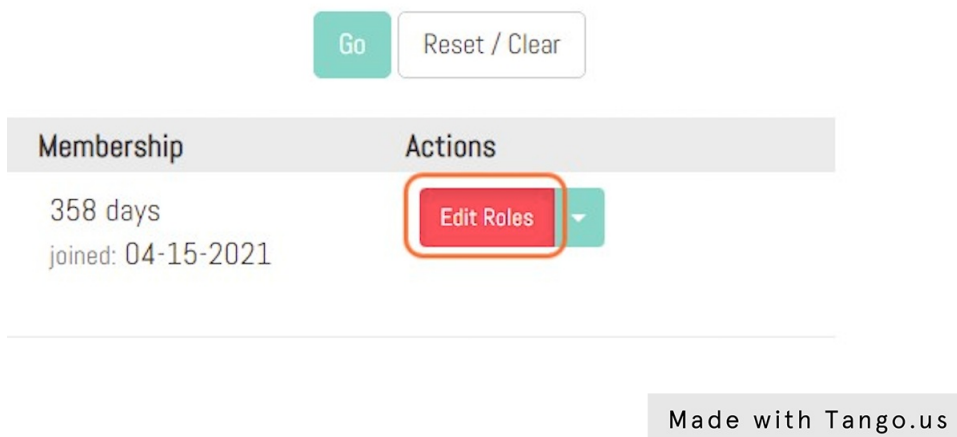 Go Reset / Clear
Membership Actions
358 days Edit Roles
joined: 04-15-2021
Made with Tango.us